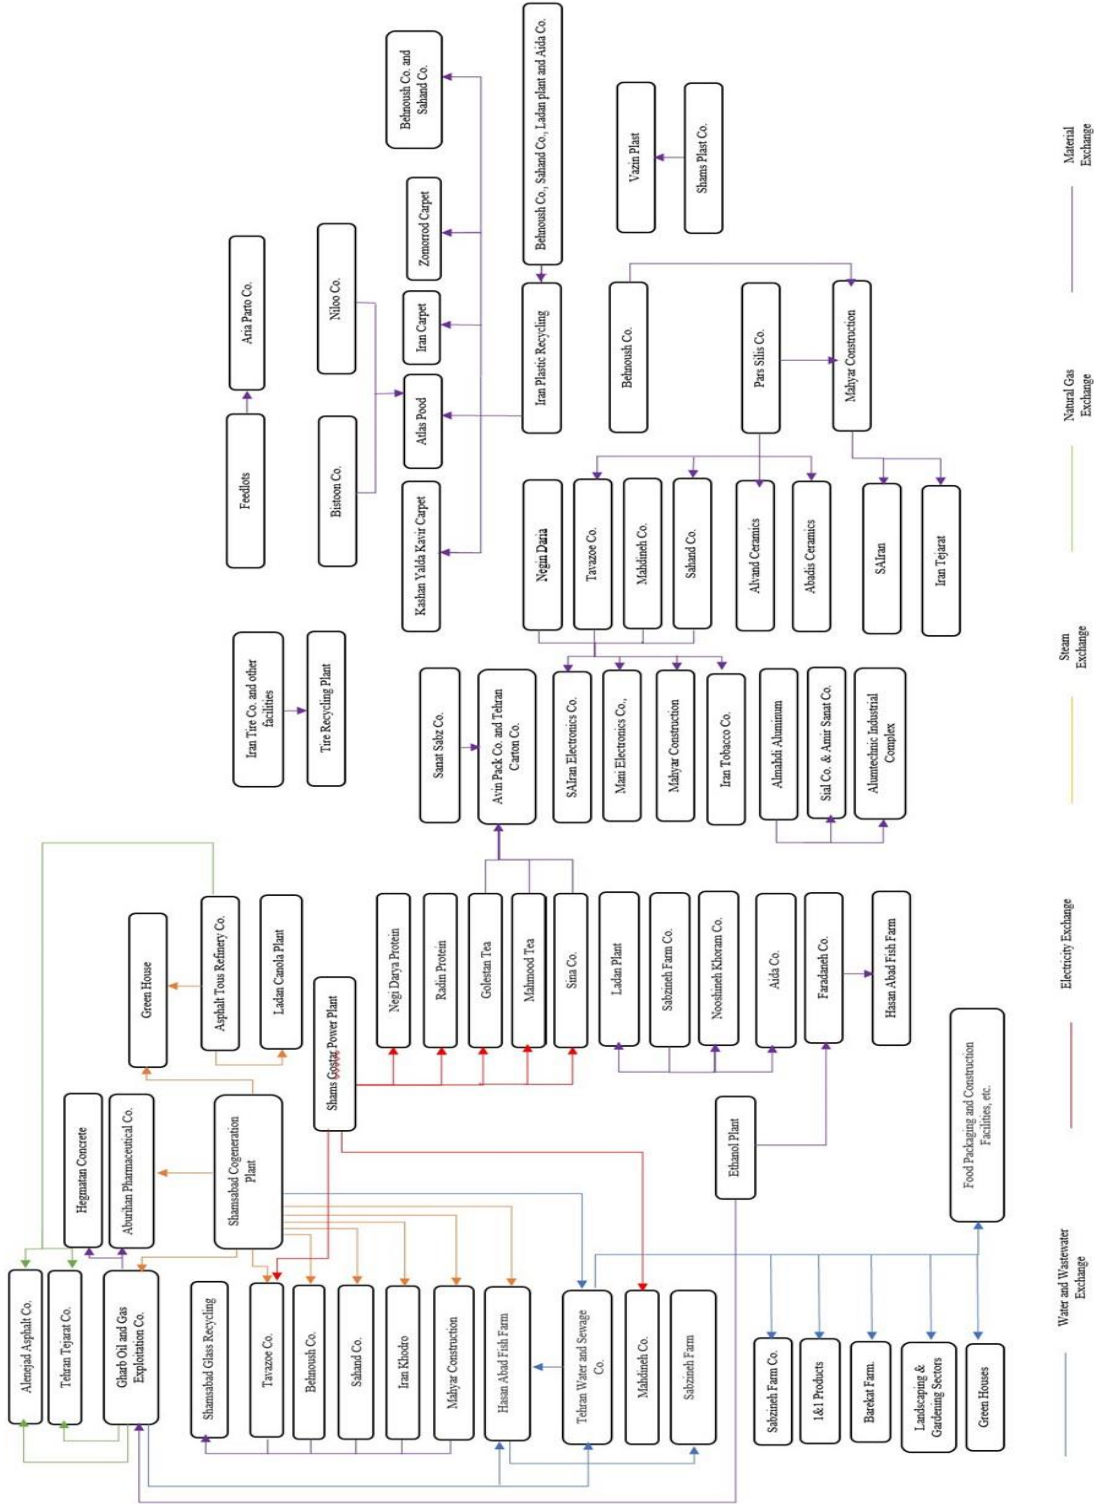 Alenejad Asphalt Co.
Tehran Tejarat Co.
Gharb Oil and Gas
Exploitation Co.
Shamsabad Glass Recycling
Tavazoe Co.
Behnoush Co.
Sahand Co.
Iran Khodro
Mahyar Construction
Hasan Abad Fish Farm
Tehran Water and Sewage
Co.
Mahdineh Co.
Sabzineh Farm
Sabzineh Farm Co.
1&1 Products
Barekat Farm.
Landscaping &
Gardening Sectors
Green Houses
Hegmatan Concrete
Aburihan Pharmaceutical Co.
Shamsabad Cogeneration
Plant
Shams Gostar Power Plant
Ethanol Plant
Food Packaging and Construction
Facilities, etc.
Green House
Asphalt Tous Refinery Co.
Ladan Canola Plant
Negi Darya Protein
Radin Protein
Golestan Tea
Mahmood Tea
Sina Co.
Ladan Plant
Sabzineh Farm Co.
Nooshineh Khoram Co.
Aida Co.
Faradaneh Co.
Hasan Abad Fish Farm
Iran Tire Co. and other
facilities
Tire Recycling Plant
Sanat Sabz Co.
Avin Pack Co. and Tehran
Carton Co.
SAIran Electronics Co.
Mani Electronics Co.,
Mahyar Construction
Iran Tobacco Co.
Almahdi Aluminum
Sial Co. & Amir Sanat Co.
Alumtechnic Industrial
Complex
Feedlots
Bistoon Co.
Kashan Yalda Kavir Carpet
Negin Daria
Tavazoe Co.
Mahdineh Co.
Sahand Co.
Alvand Ceramics
Abadis Ceramics
SAIran
Iran Tejarat
Aria Parto Co.
Niloo Co.
Atlas Pood
Iran Carpet
Zomorrod Carpet
Behnoush Co. and
Sahand Co.
Iran Plastic Recycling
Behnoush Co., Sahand Co., Ladan plant and Aida Co.
Behnoush Co.
Pars Silis Co.
Mahyar Construction
Vazin Plast
Shams Plast Co.
Water and Wastewater
Exchange
Electricity Exchange
Steam
Exchange
Natural Gas
Exchange
Material
Exchange